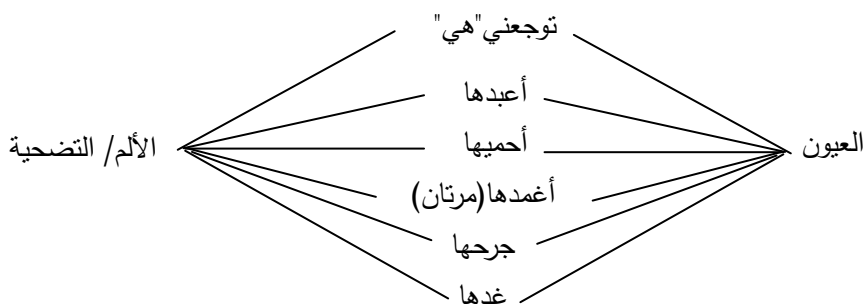 توجعني"هي"
أعبدها
أحميها
العيون
الألم/ التضحية
أغمدها(مرتان)
جرحها
غدها